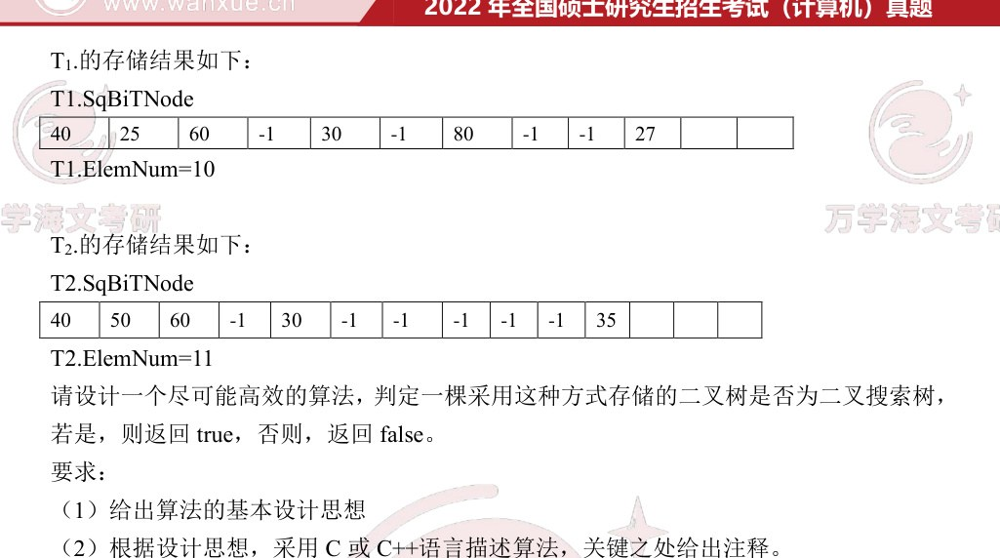 www.wanxue.cn
2022 年全国硕士研究生招生考试（计算机）真题
T1.的存储结果如下：
T1.SqBiTNode
40 25 60 -1 30 -1 80 -1 -1 27
T1.ElemNum=10
学海文考研
万学海文考研
T2.的存储结果如下：
T2.SqBiTNode
40 50 60 -1 30 -1 -1 -1 -1 -1 35
T2.ElemNum=11
请设计一个尽可能高效的算法，判定一棵采用这种方式存储的二叉树是否为二叉搜索树，
若是，则返回 true，否则，返回 false。
要求：
（1）给出算法的基本设计思想
（2）根据设计思想，采用 C 或 C++语言描述算法，关键之处给出注释。